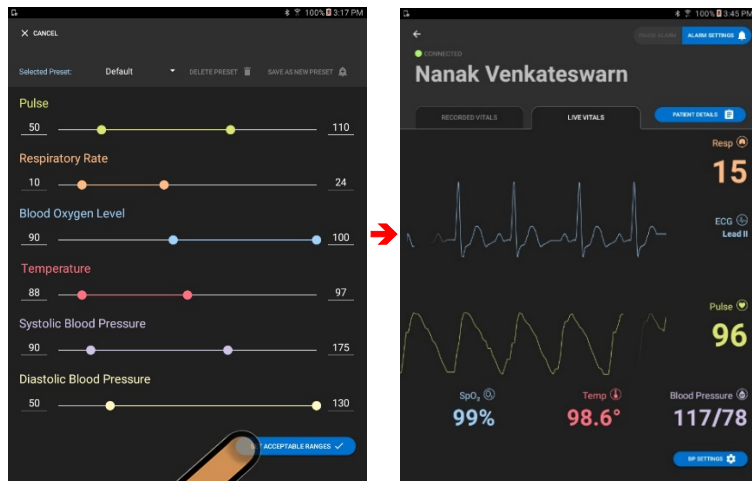 100% 3:17 PM
CANCEL
Selected Preset: Default DELETE PRESET SAVE AS NEW PRESET
Pulse
50 110
Respiratory Rate
10 24
Blood Oxygen Level
90 100
Temperature
88 97
Systolic Blood Pressure
90 175
Diastolic Blood Pressure
50 130
ACCEPTABLE RANGES
100% 3:45 PM
PAUSE ALARM ALARM SETTINGS
CONNECTED
Nanak Venkateswarn
RECORDED VITALS LIVE VITALS PATIENT DETAILS
Resp
15
ECG
Lead II
Pulse
96
SpO₂ Temp Blood Pressure
99% 98.6° 117/78
BP SETTINGS